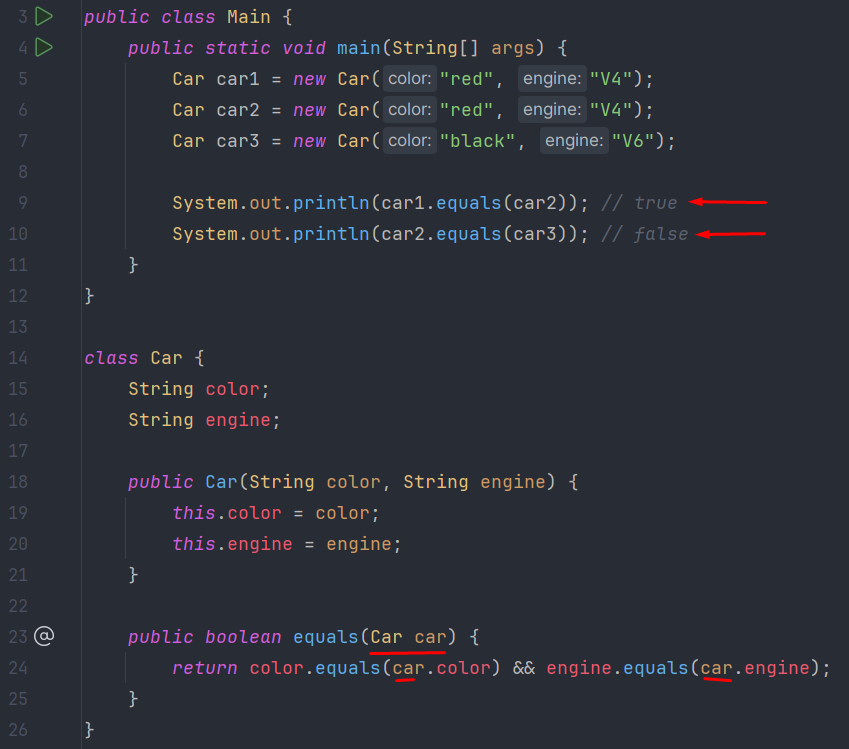 3 public class Main {
4 public static void main(String[] args) {
5 Car car1 = new Car( color: "red", engine: "V4");
6 Car car2 = new Car( color: "red", engine: "V4");
7 Car car3 = new Car( color: "black", engine: "V6");
8
9 System.out.println(car1.equals(car2)); // true
10 System.out.println(car2.equals(car3)); // false
11 }
12 }
13
14 class Car {
15 String color;
16 String engine;
17
18 public Car(String color, String engine) {
19 this.color = color;
20 this.engine = engine;
21 }
22
23 @ public boolean equals(Car car) {
24 return color.equals(car.color) && engine.equals(car.engine);
25 }
26 }